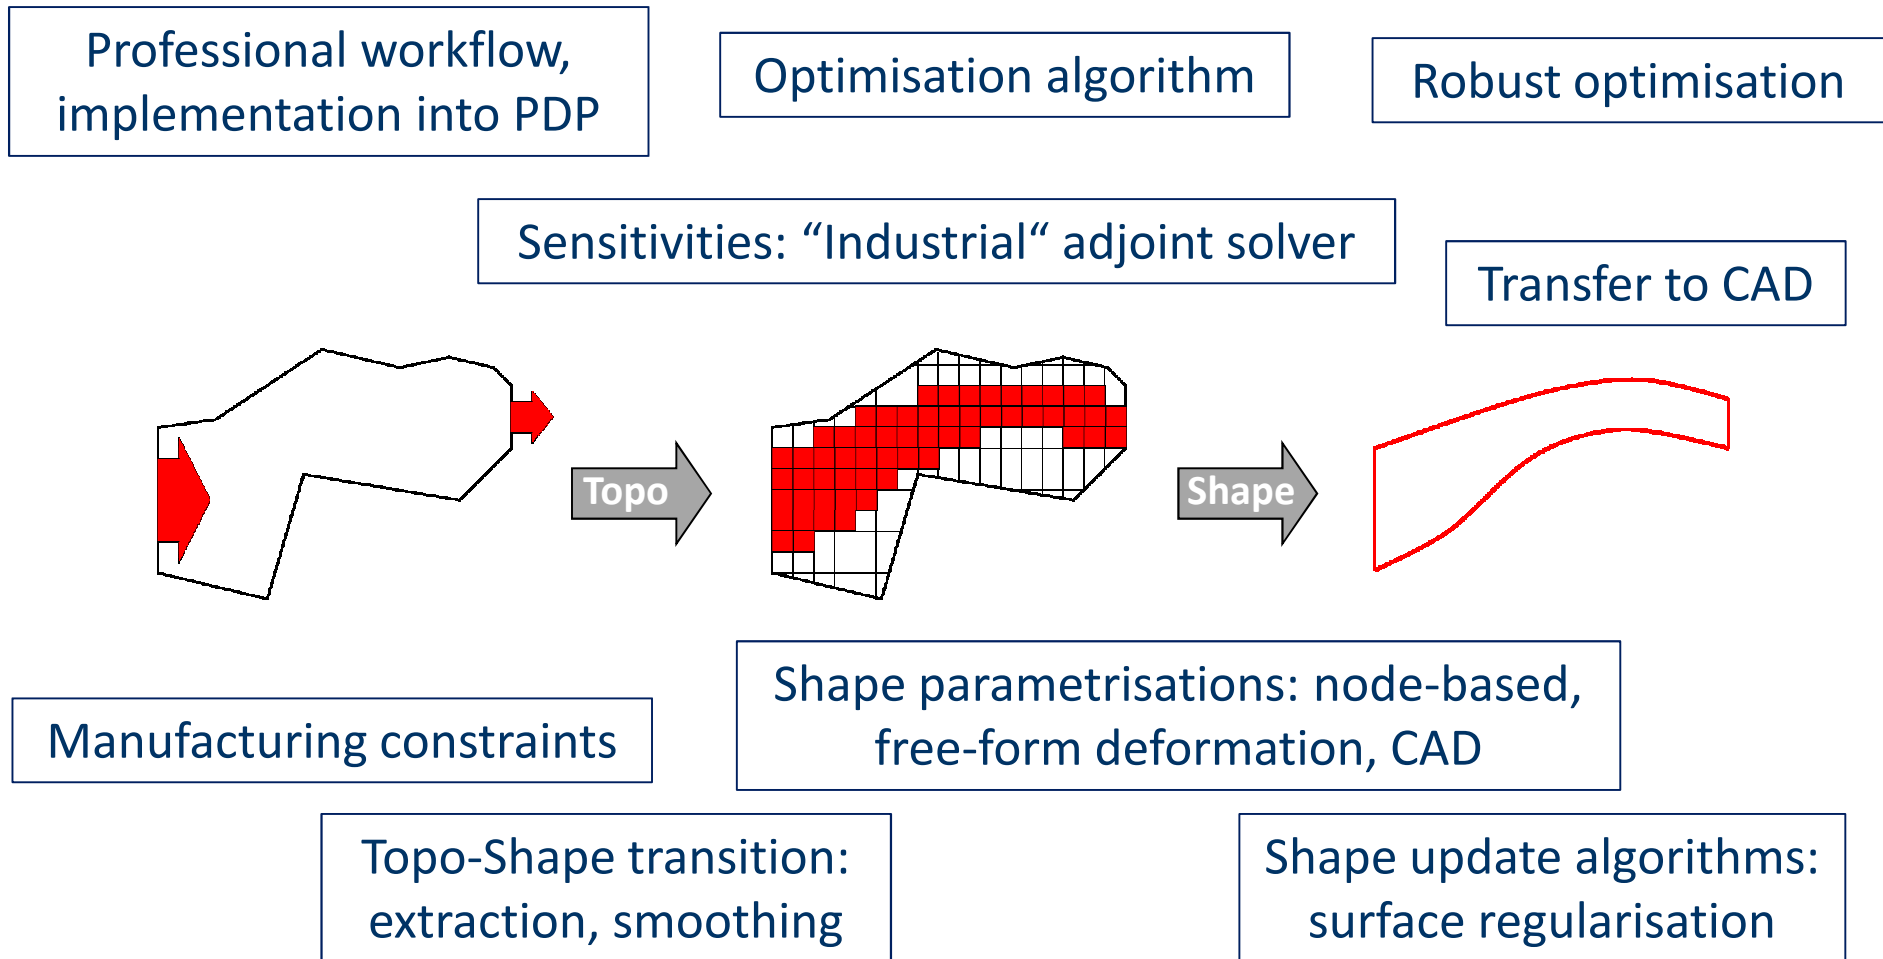 Professional workflow,
implementation into PDP
Optimisation algorithm
Robust optimisation
Sensitivities: “Industrial“ adjoint solver
Transfer to CAD
Topo
Shape
Manufacturing constraints
Shape parametrisations: node-based,
free-form deformation, CAD
Topo-Shape transition:
extraction, smoothing
Shape update algorithms:
surface regularisation